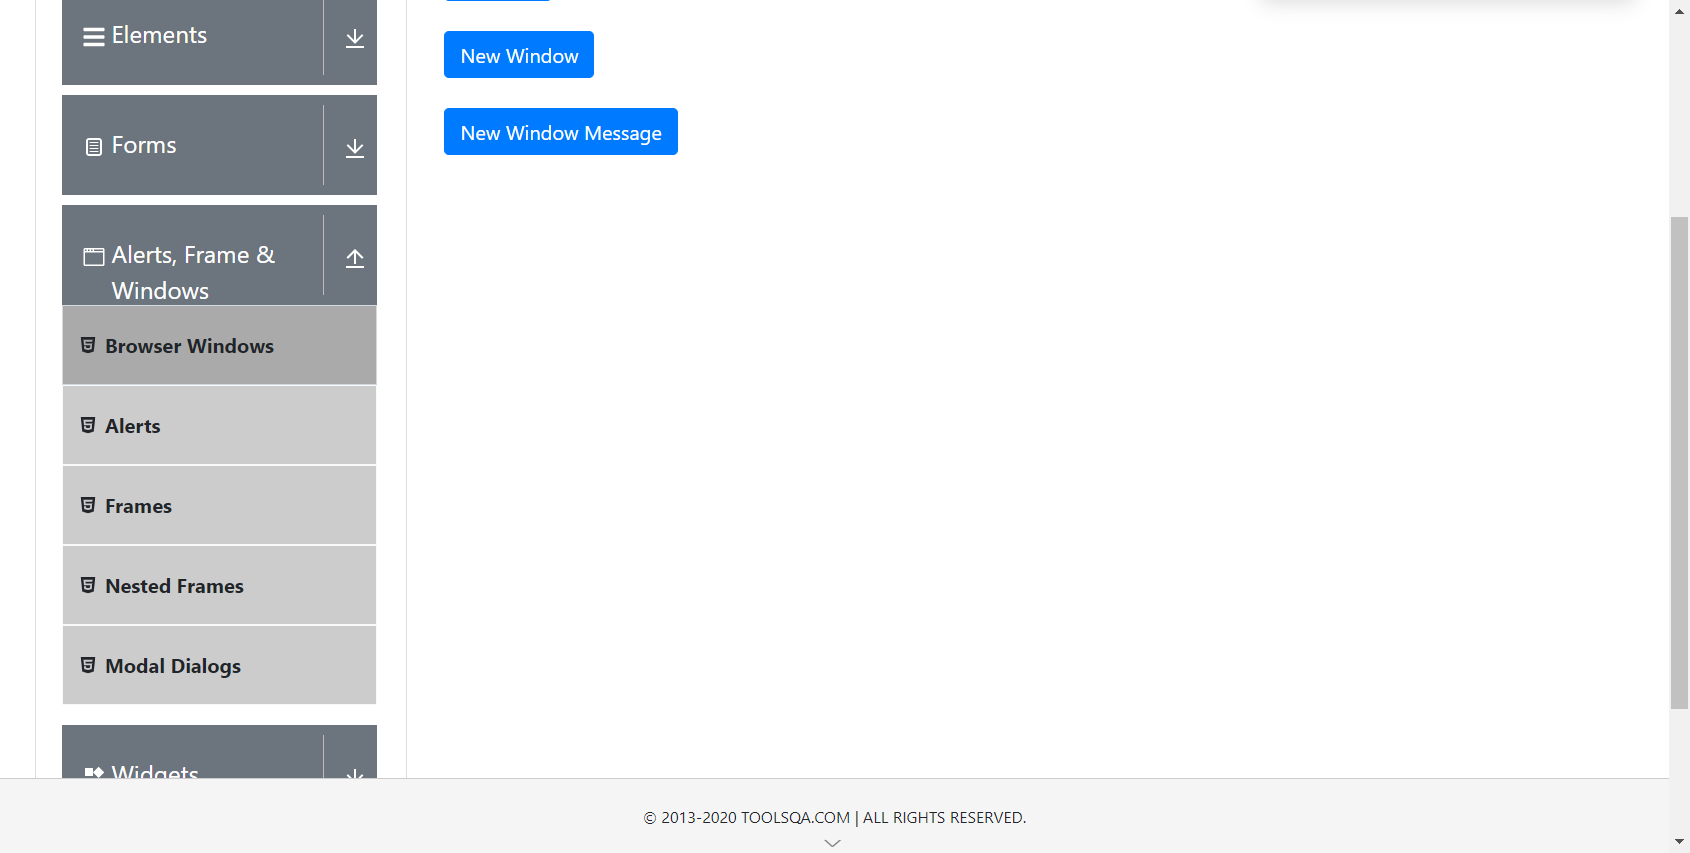 Elements
Forms
Alerts, Frame &
Windows
Browser Windows
Alerts
Frames
Nested Frames
Modal Dialogs
Widgets
New Window
New Window Message
© 2013-2020 TOOLSQA.COM | ALL RIGHTS RESERVED.